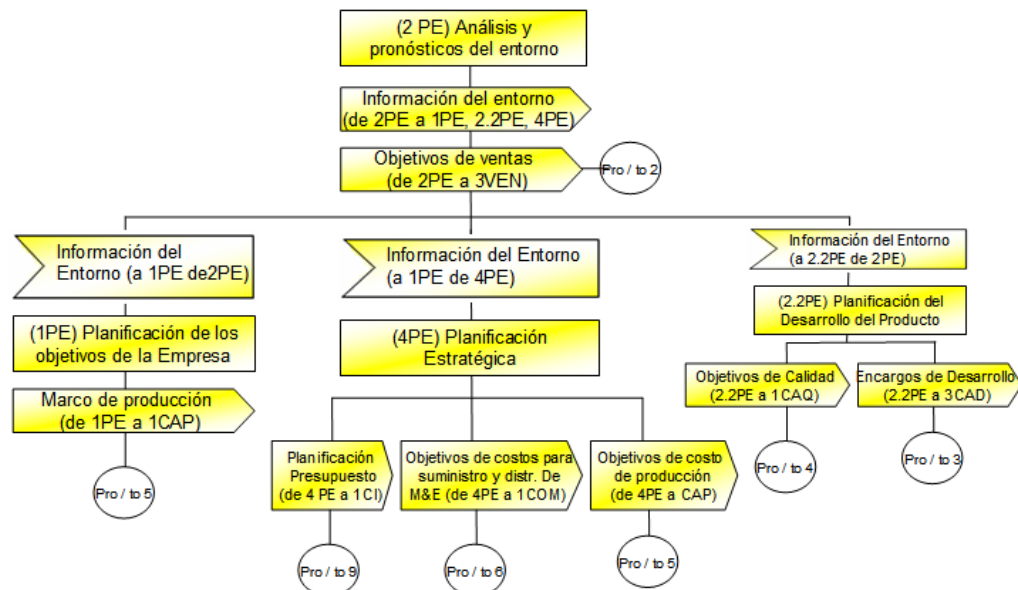 (2 PE) Análisis y
pronósticos del entorno
Información del entorno
(de 2PE a 1PE, 2.2PE, 4PE)
Objetivos de ventas
(de 2PE a 3VEN)
Pro / to 2
Información del
Entorno (a 1PE de2PE)
Información del Entorno
(a 1PE de 4PE)
Información del Entorno
(a 2.2PE de 2PE)
(1PE) Planificación de los
objetivos de la Empresa
(4PE) Planificación
Estratégica
(2.2PE) Planificación del
Desarrollo del Producto
Marco de producción
(de 1PE a 1CAP)
Objetivos de Calidad
(2.2PE a 1CAQ)
Encargos de Desarrollo
(2.2PE a 3CAD)
Pro / to 5
Planificación
Presupuesto
(de 4 PE a 1CI)
Objetivos de costos para
suministro y distr. De
M&E (de 4PE a 1COM)
Objetivos de costo
de producción
(de 4PE a CAP)
Pro / to 4
Pro / to 3
Pro / to 9
Pro / to 6
Pro / to 5